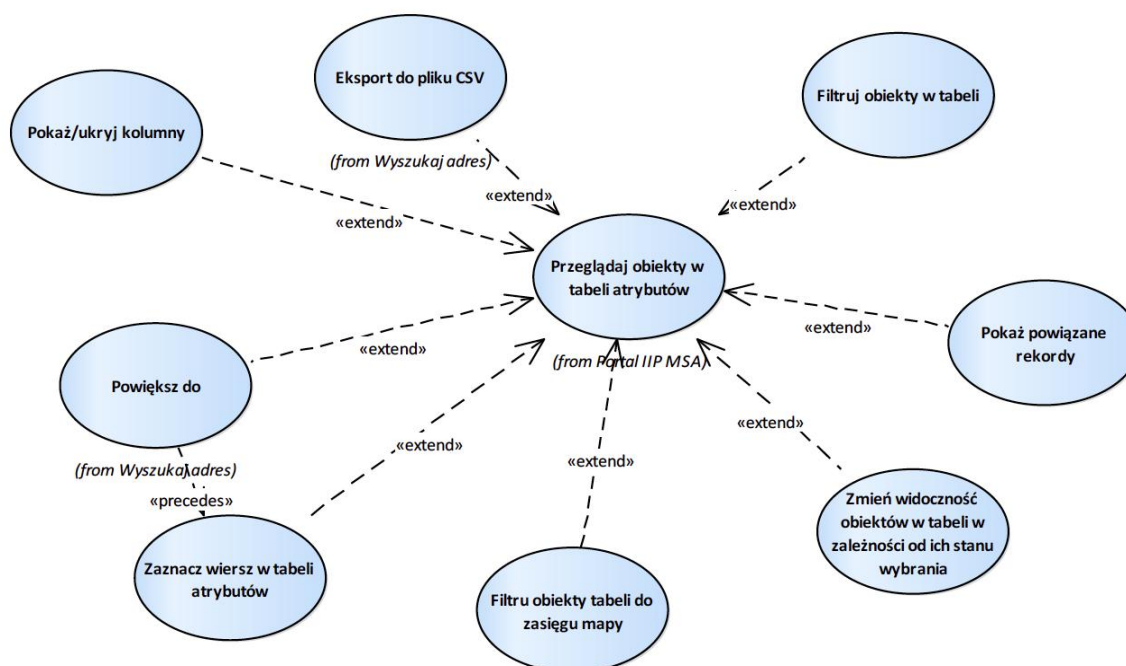 Eksport do pliku CSV
Filtruj obiekty w tabeli
Pokaż/ukryj kolumny
(from Wyszukaj adres)
«extend»
«extend»
«extend»
Przeglądaj obiekty w
tabeli atrybutów
«extend»
Pokaż powiązane
rekordy
«extend»
(from Portal IIP MSA)
Powiększ do
«extend»
«extend»
«extend»
(from Wyszukaj adres)
«precedes»
Zmień widoczność
obiektów w tabeli w
zależności od ich stanu
wybrania
Zaznacz wiersz w tabeli
atrybutów
Filtru obiekty tabeli do
zasięgu mapy